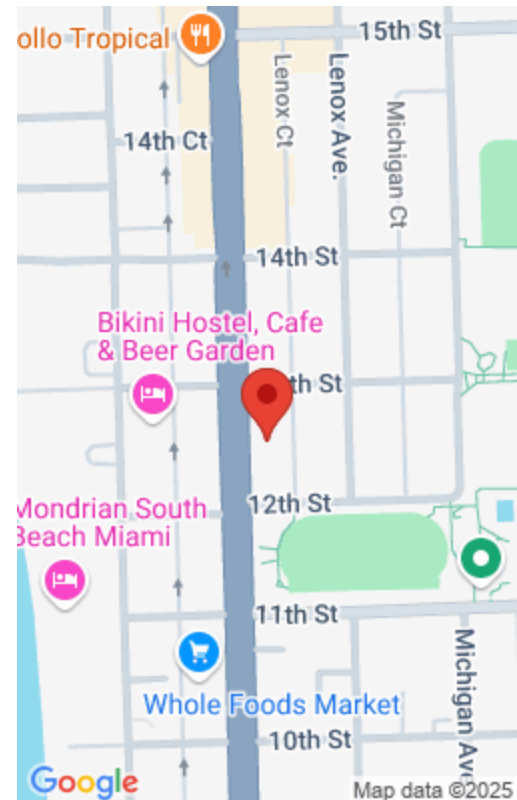 15th St
ollo Tropical
Lenox Ct
Lenox Ave.
Michigan Ct
14th Ct
14th St
Bikini Hostel, Cafe
& Beer Garden
th St
12th St
Mondrian South
Beach Miami
11th St
Michigan Ave
Whole Foods Market
10th St
Google
Map data ©2025